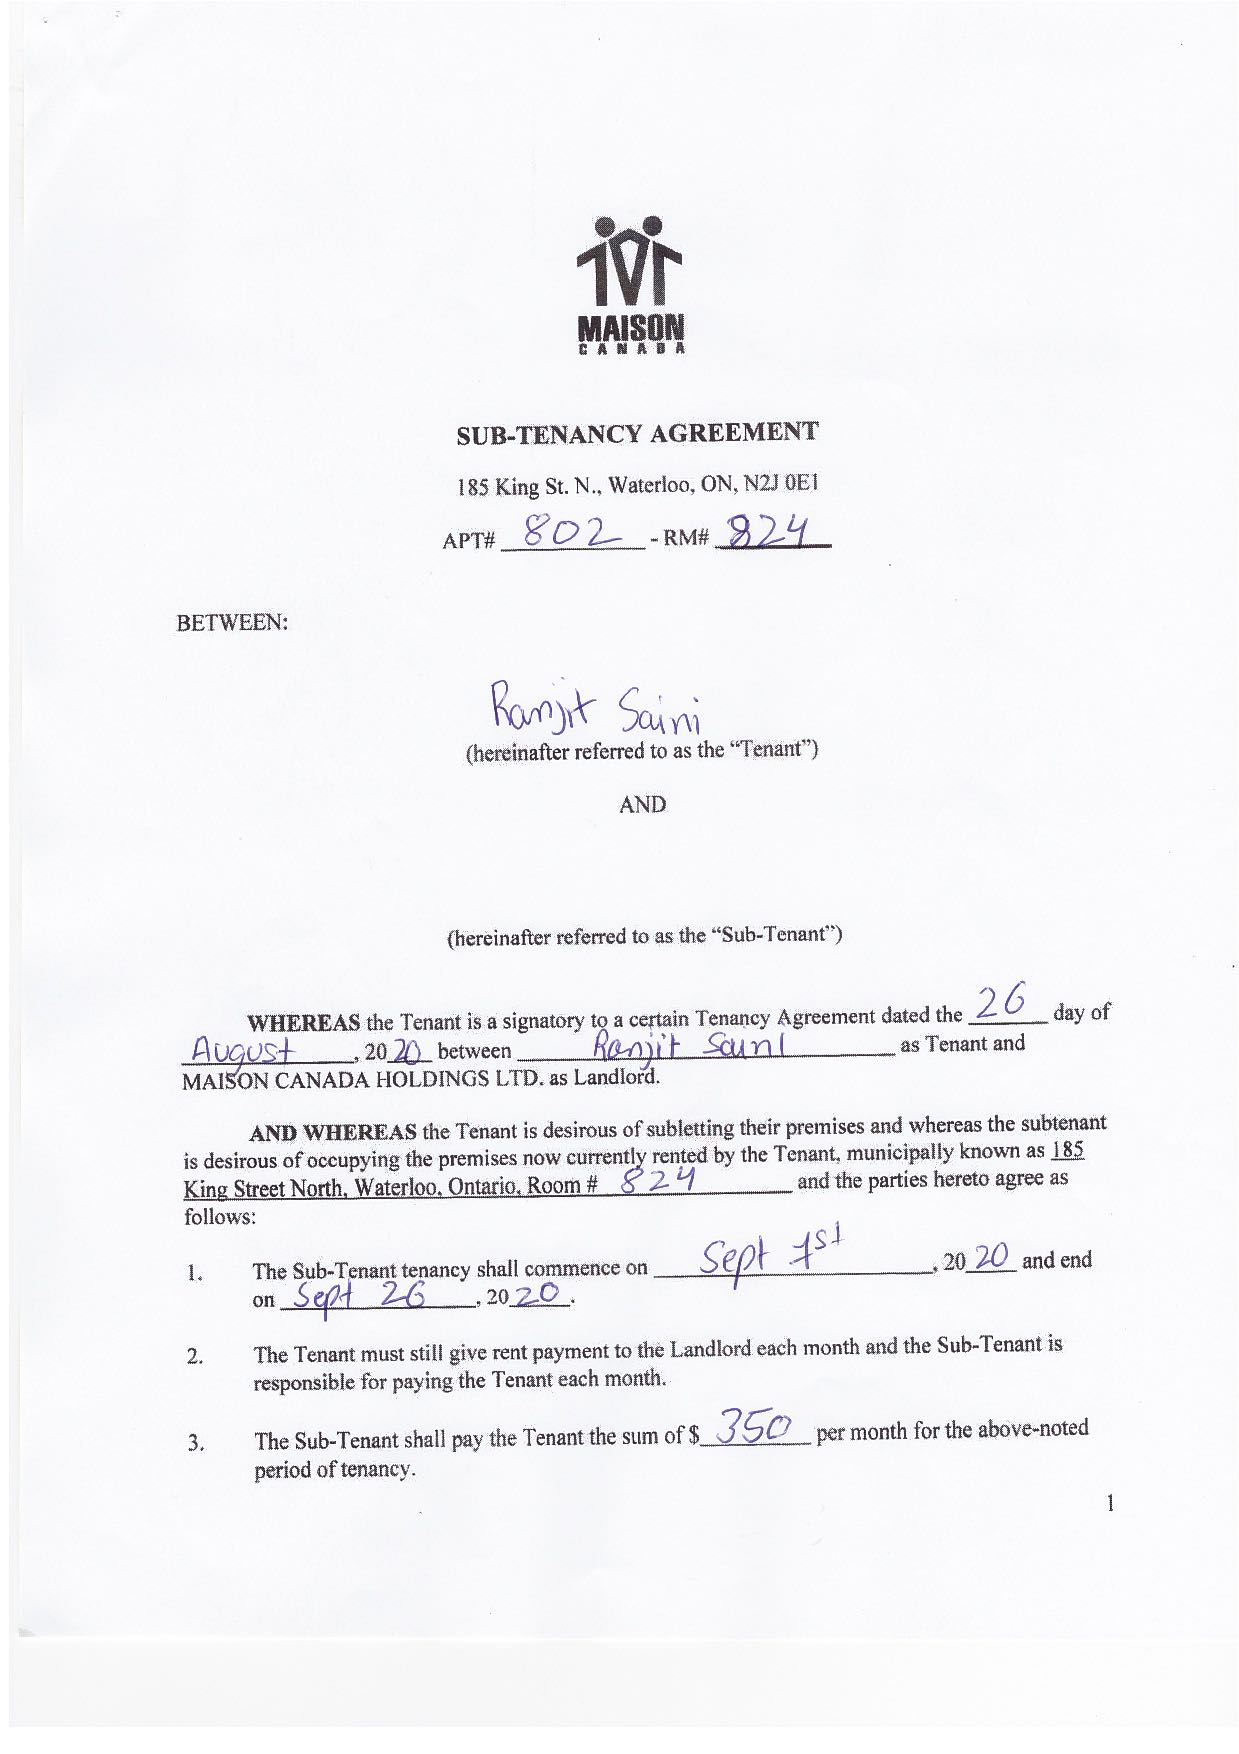 MAISON
CANADA
SUB-TENANCY AGREEMENT
185 King St. N., Waterloo, ON, N2J 0E1
APT# 802 - RM# 824
BETWEEN:
Ranjit Saini
(hereinafter referred to as the “Tenant”)
AND
(hereinafter referred to as the “Sub-Tenant”)
WHEREAS the Tenant is a signatory to a certain Tenancy Agreement dated the 26 day of
August, 2020 between Ranjit Saini as Tenant and
MAISON CANADA HOLDINGS LTD. as Landlord.
AND WHEREAS the Tenant is desirous of subletting their premises and whereas the subtenant
is desirous of occupying the premises now currently rented by the Tenant, municipally known as 185
King Street North, Waterloo, Ontario, Room # 824 and the parties hereto agree as
follows:
1. The Sub-Tenant tenancy shall commence on Sept 1st, 2020 and end
on Sept 26, 2020.
2. The Tenant must still give rent payment to the Landlord each month and the Sub-Tenant is
responsible for paying the Tenant each month.
3. The Sub-Tenant shall pay the Tenant the sum of $ 350 per month for the above-noted
period of tenancy.
1